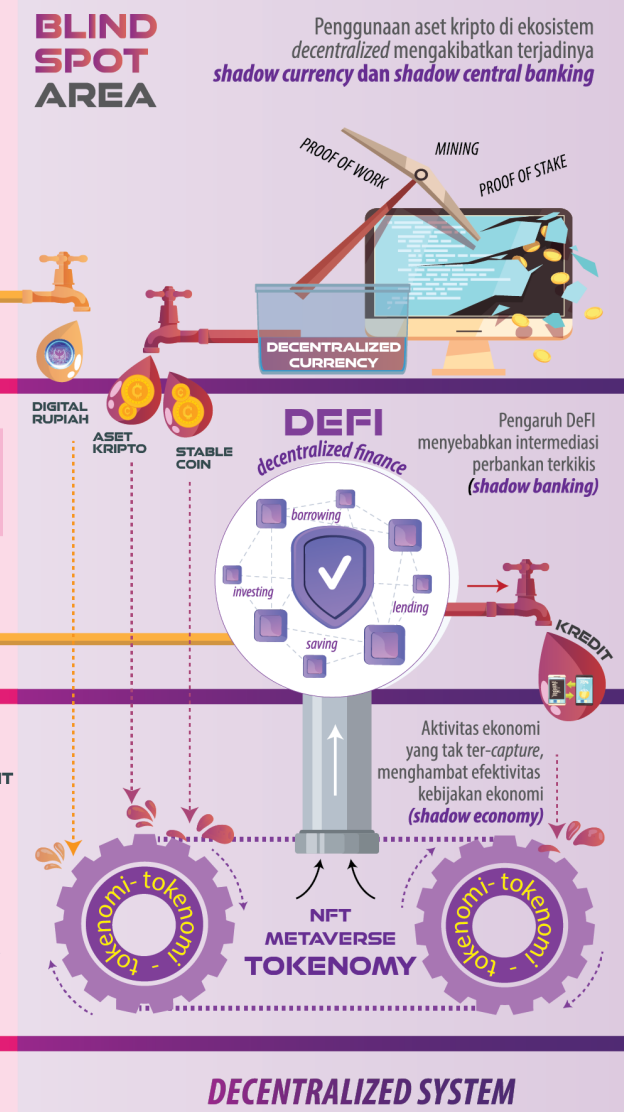 BLIND
SPOT
AREA
Penggunaan aset kripto di ekosistem
decentralized mengakibatkan terjadinya
shadow currency dan shadow central banking
PROOF OF WORK
MINING
PROOF OF STAKE
DECENTRALIZED
CURRENCY
DIGITAL
RUPIAH
ASET
KRIPTO
STABLE
COIN
DEFI
decentralized finance
Pengaruh DeFI
menyebabkan intermediasi
perbankan terkikis
(shadow banking)
borrowing
investing
lending
saving
KREDIT
Aktivitas ekonomi
yang tak ter-capture,
menghambat efektivitas
kebijakan ekonomi
(shadow economy)
tokenomi - tokenomi -
tokenomi - tokenomi -
NFT
METAVERSE
TOKENOMY
DECENTRALIZED SYSTEM